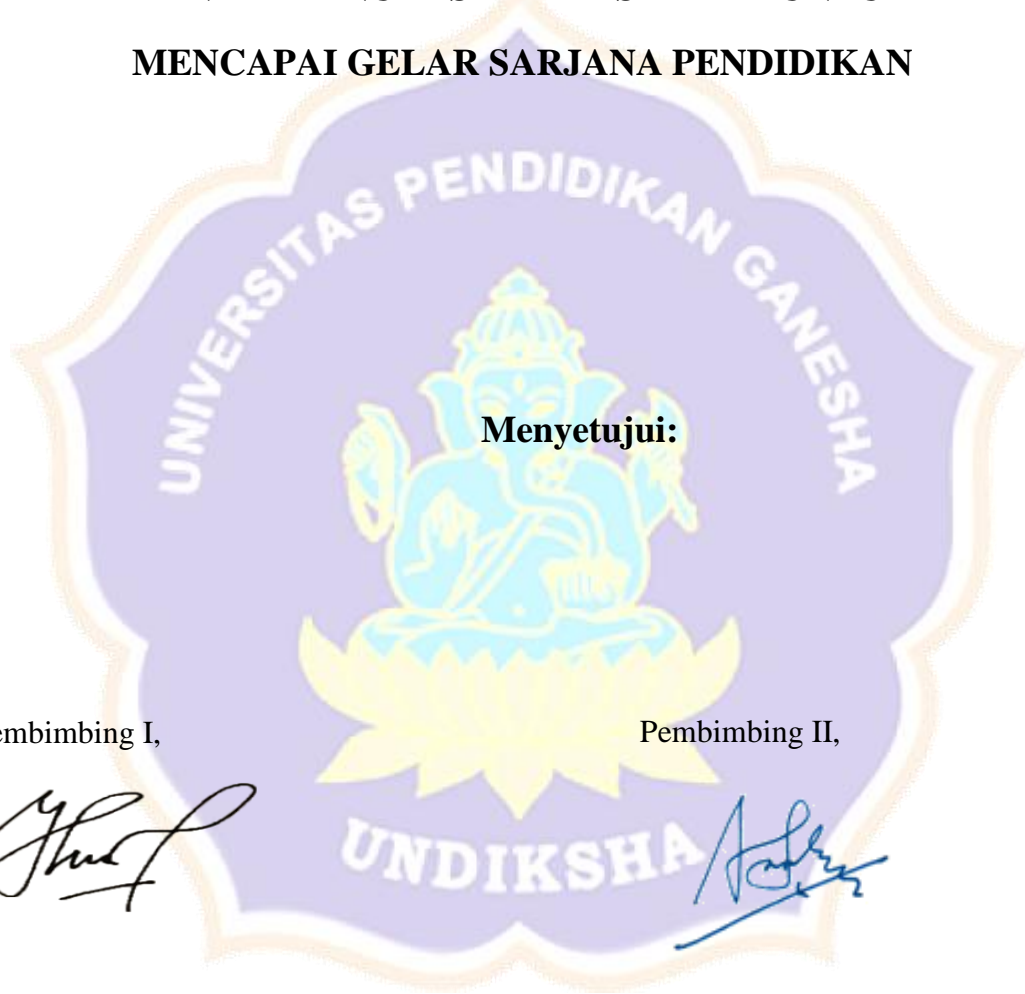 MENCAPAI GELAR SARJANA PENDIDIKAN
UNIVERSITAS PENDIDIKAN GANESHA
Menyetujui:
embimbing I,
Pembimbing II,
UNDIKSHA